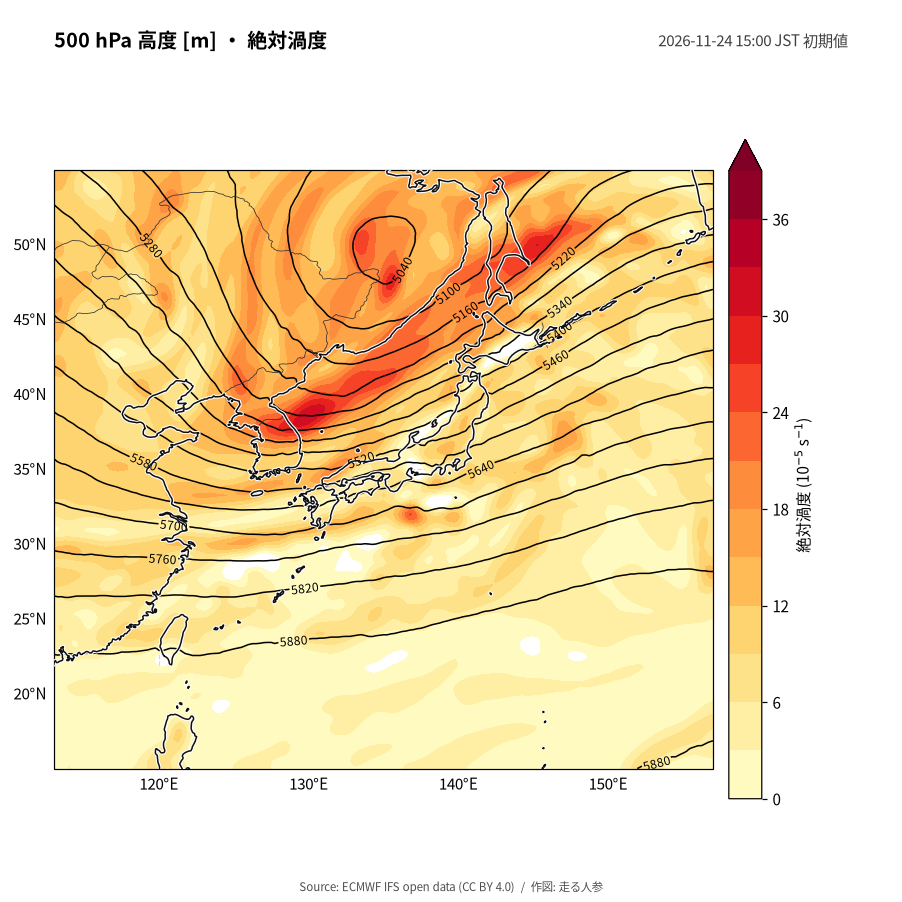 500 hPa 高度 [m] ・ 絶対渦度
2026-11-24 15:00 JST 初期値
50°N
45°N
40°N
35°N
30°N
25°N
20°N
120°E
130°E
140°E
150°E
5280
5040
5100
5160
5220
5340
5400
5460
5520
5580
5640
5700
5760
5820
5880
5880
36
30
24
18
12
6
0
絶対渦度 (10⁻⁵ s⁻¹)
Source: ECMWF IFS open data (CC BY 4.0) / 作図: 走る人参